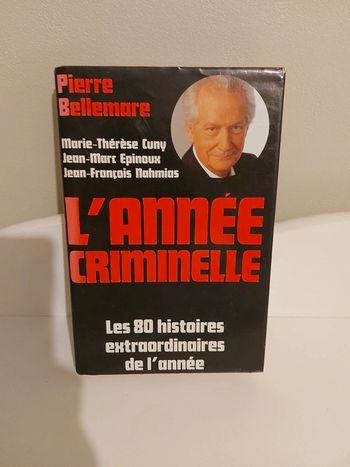 Pierre
Bellemare
Marie-Thérèse Cuny
Jean-Marc Epinoux
Jean-François Nahmias
L'ANNÉE
CRIMINELLE
Les 80 histoires
extraordinaires
de l'année